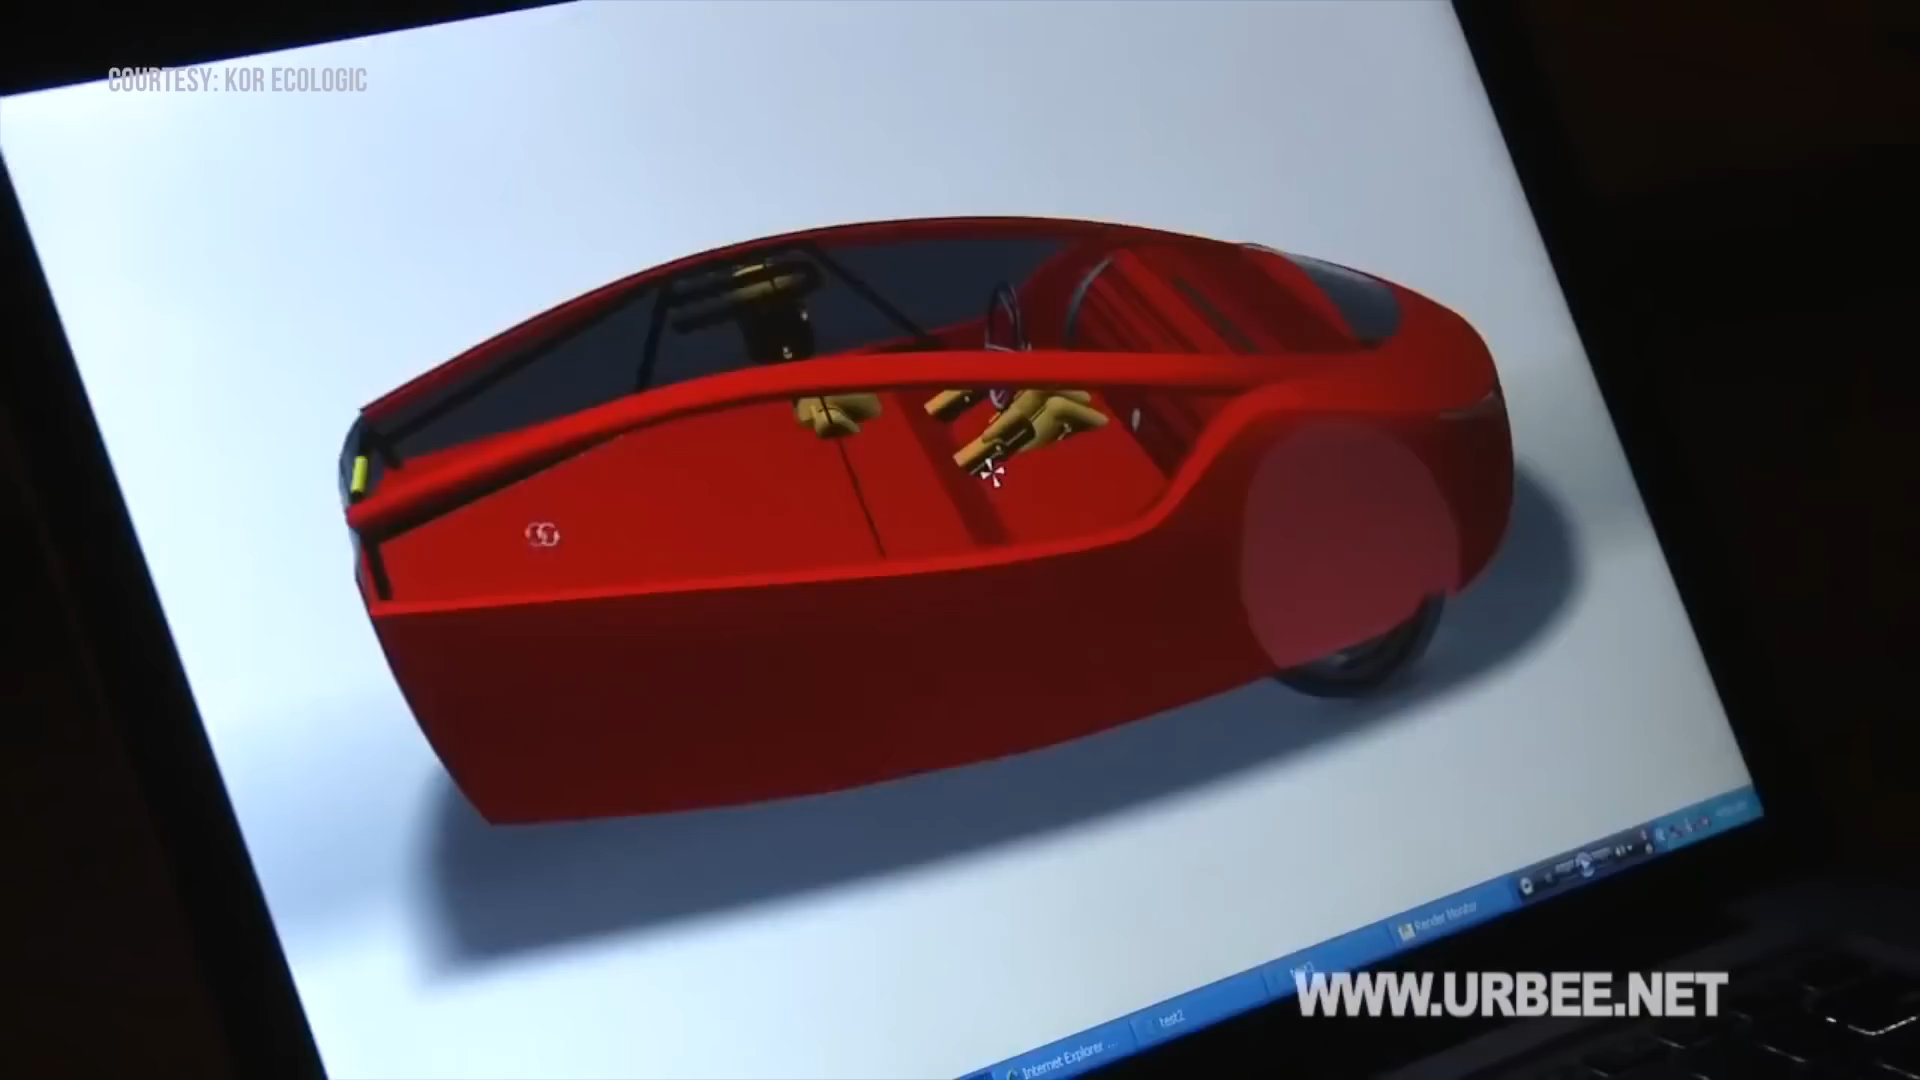 COURTESY: KOR ECOLOGIC
Render Monitor
test2
Internet Explorer ...
WWW.URBEE.NET